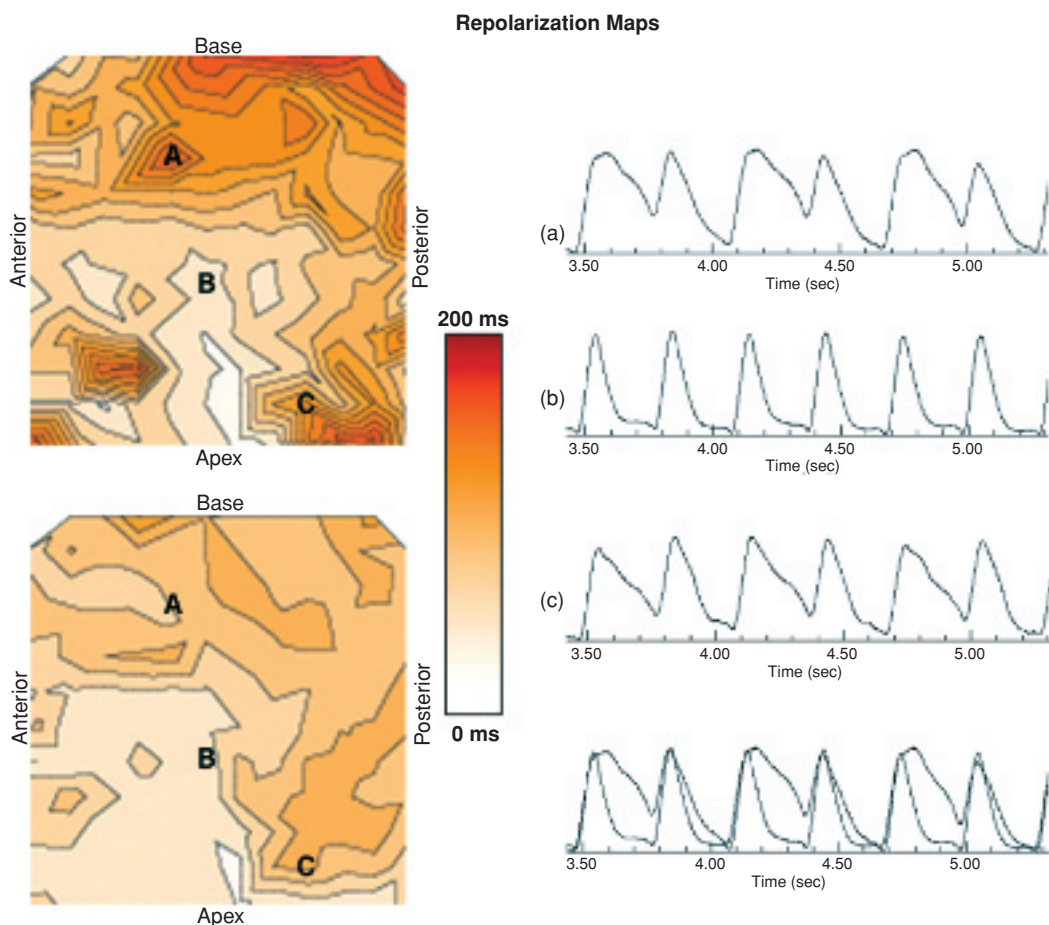 Repolarization Maps
Base
Anterior
A
B
C
Posterior
Apex
Base
Anterior
A
B
C
Posterior
Apex
200 ms
0 ms
(a)
3.50 4.00 4.50 5.00
Time (sec)
(b)
3.50 4.00 4.50 5.00
Time (sec)
(c)
3.50 4.00 4.50 5.00
Time (sec)
3.50 4.00 4.50 5.00
Time (sec)